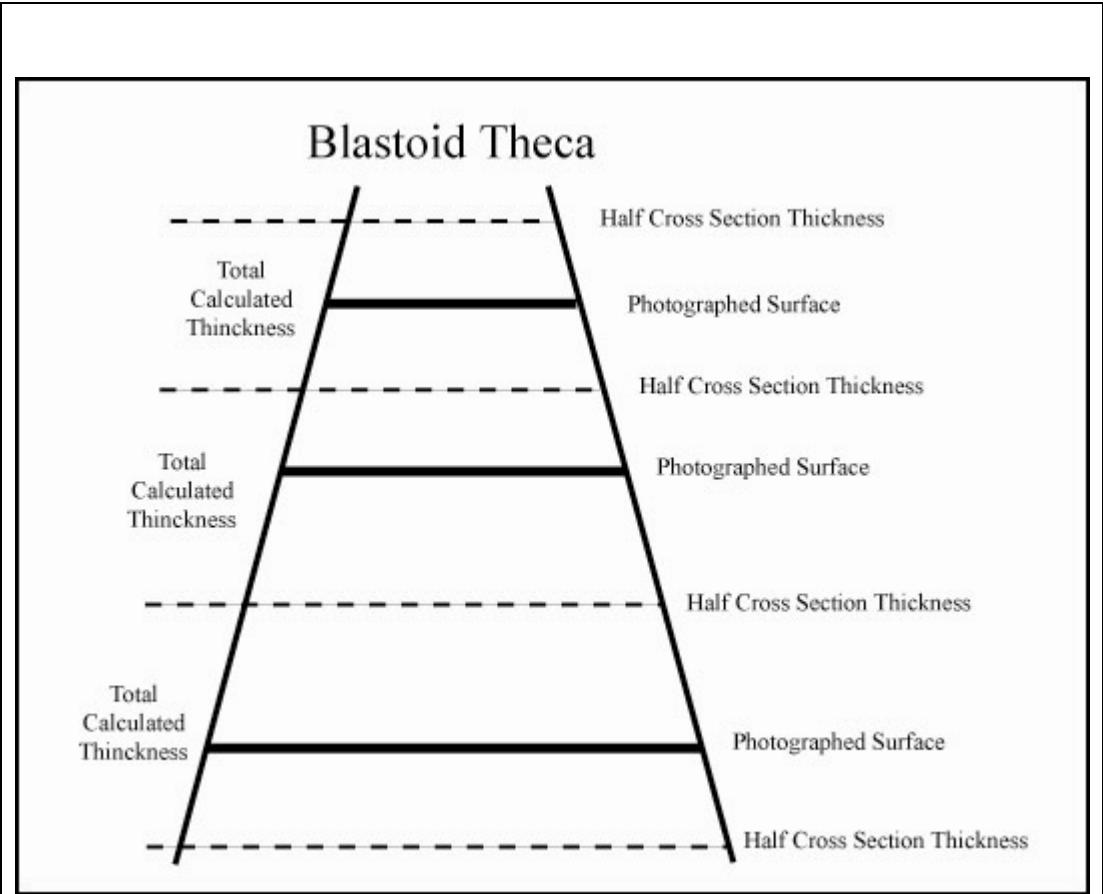 Blastoid Theca
Half Cross Section Thickness
Total
Calculated
Thinckness
Photographed Surface
Half Cross Section Thickness
Total
Calculated
Thinckness
Photographed Surface
Half Cross Section Thickness
Total
Calculated
Thinckness
Photographed Surface
Half Cross Section Thickness